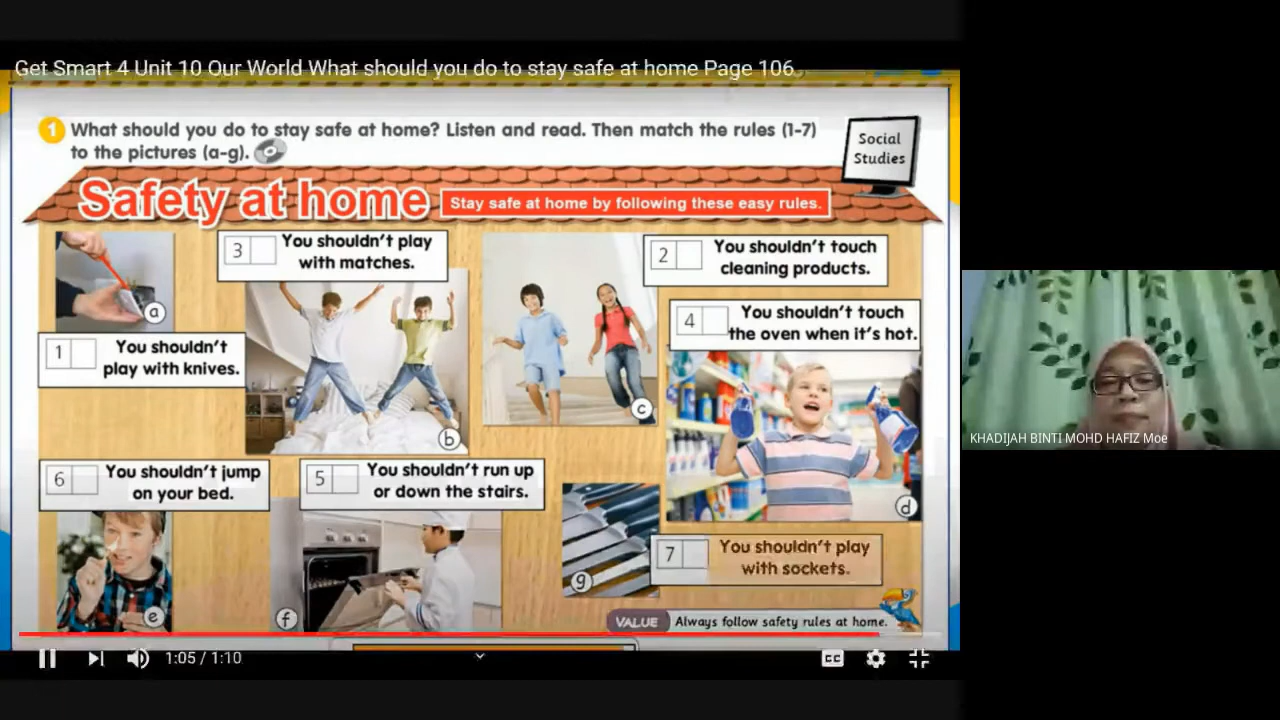 Get Smart 4 Unit 10 Our World What should you do to stay safe at home Page 106
1 What should you do to stay safe at home? Listen and read. Then match the rules (1-7)
to the pictures (a-g).
Social
Studies
Safety at home
Stay safe at home by following these easy rules.
3 You shouldn't play
with matches.
2 You shouldn't touch
cleaning products.
a
4 You shouldn't touch
the oven when it's hot.
1 You shouldn't
play with knives.
b
c
6 You shouldn't jump
on your bed.
5 You shouldn't run up
or down the stairs.
d
7 You shouldn't play
with sockets.
g
e
f
VALUE Always follow safety rules at home.
1:05 / 1:10
CC
KHADIJAH BINTI MOHD HAFIZ Moe